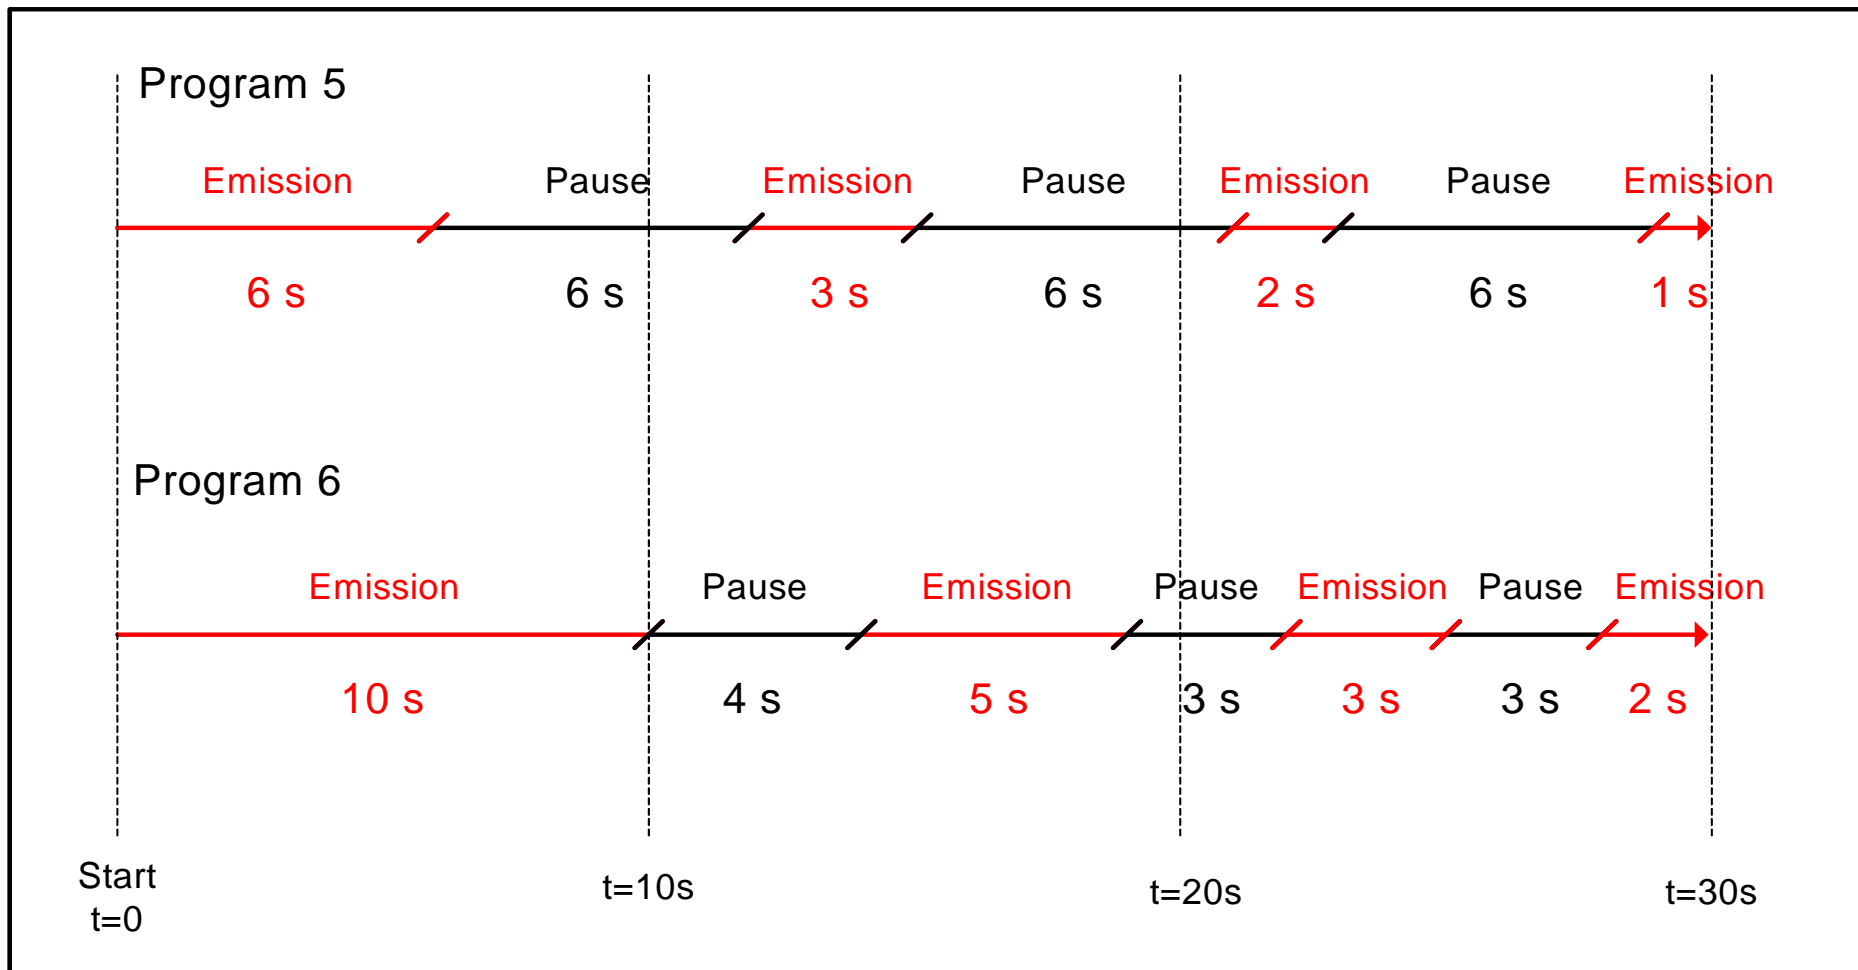 Program 5
Emission Pause Emission Pause Emission Pause Emission
6 s 6 s 3 s 6 s 2 s 6 s 1 s
Program 6
Emission Pause Emission Pause Emission Pause Emission
10 s 4 s 5 s 3 s 3 s 3 s 2 s
Start
t=0
t=10s
t=20s
t=30s